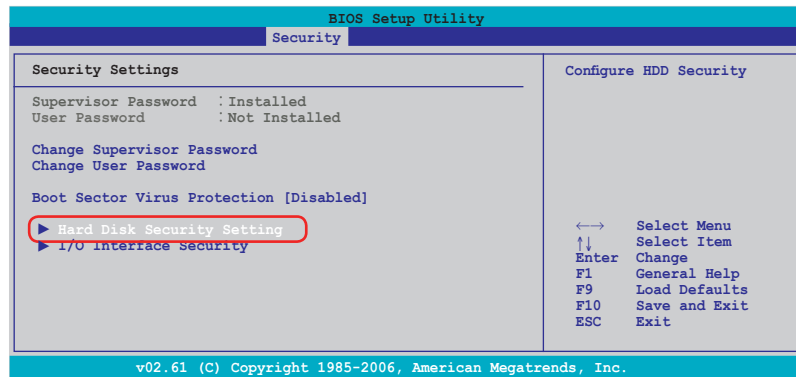 BIOS Setup Utility
Security
Security Settings
Supervisor Password : Installed
User Password : Not Installed
Change Supervisor Password
Change User Password
Boot Sector Virus Protection [Disabled]
▶ Hard Disk Security Setting
▶ I/O Interface Security
Configure HDD Security
←→ Select Menu
↑↓ Select Item
Enter Change
F1 General Help
F9 Load Defaults
F10 Save and Exit
ESC Exit
v02.61 (C) Copyright 1985-2006, American Megatrends, Inc.